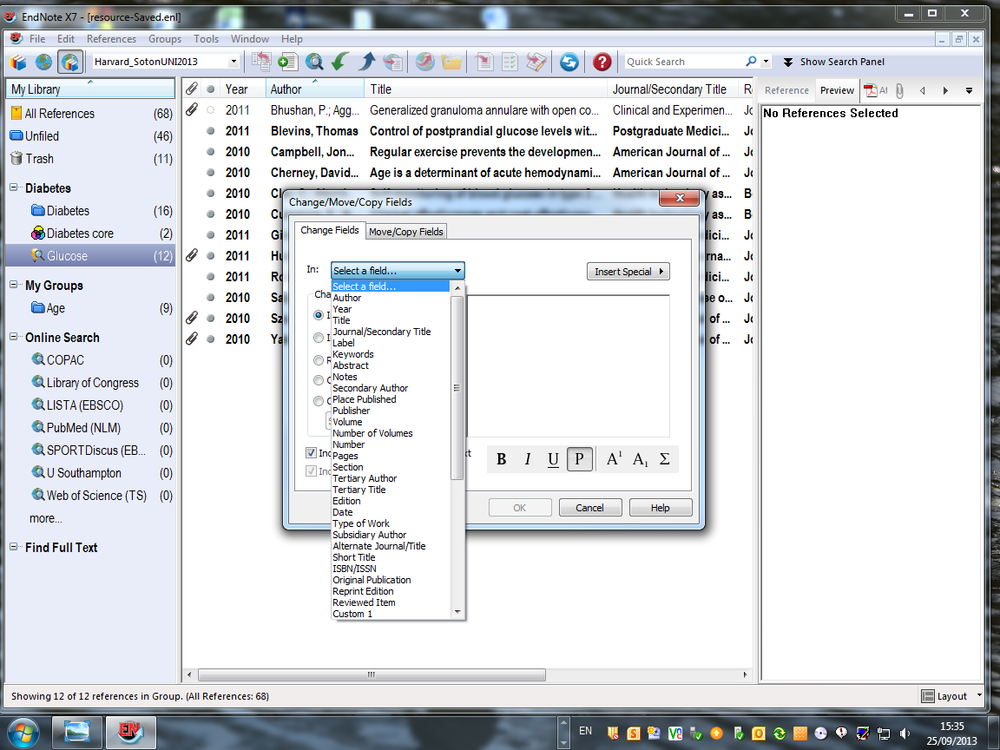 EndNote X7 - [resource-Saved.enl]
File Edit References Groups Tools Window Help
Harvard_SotonUNI2013
Quick Search
Show Search Panel
My Library
All References (68)
Unfiled (46)
Trash (11)
Diabetes
Diabetes (16)
Diabetes core (2)
Glucose (12)
My Groups
Age (9)
Online Search
COPAC (0)
Library of Congress (0)
LISTA (EBSCO) (0)
PubMed (NLM) (0)
SPORTDiscus (EB... (0)
U Southampton (0)
Web of Science (TS) (0)
more...
Find Full Text
Year Author Title Journal/Secondary Title
2011 Bhushan, P.; Agg... Generalized granuloma annulare with open co... Clinical and Experimen... Jo
2011 Blevins, Thomas Control of postprandial glucose levels wit... Postgraduate Medici... Jo
2010 Campbell, Jon... Regular exercise prevents the developmen... American Journal of ... Jo
2010 Cherney, David... Age is a determinant of acute hemodynami... American Journal of ... Jo
2010
2010
2011
2011
2011
2010
2010
2010
Reference Preview
No References Selected
Change/Move/Copy Fields
Change Fields Move/Copy Fields
In: Select a field...
Insert Special
Select a field...
Author
Year
Title
Journal/Secondary Title
Label
Keywords
Abstract
Notes
Secondary Author
Place Published
Publisher
Volume
Number of Volumes
Number
Pages
Section
Tertiary Author
Tertiary Title
Edition
Date
Type of Work
Subsidiary Author
Alternate Journal/Title
Short Title
ISBN/ISSN
Original Publication
Reprint Edition
Reviewed Item
Custom 1
B I U P A¹ A₁ Σ
OK Cancel Help
Showing 12 of 12 references in Group. (All References: 68)
Layout
EN
15:35
25/09/2013